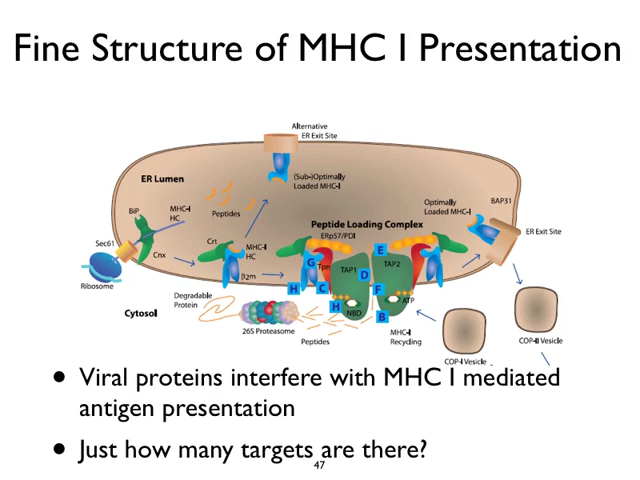 Fine Structure of MHC I Presentation
Alternative
ER Exit Site
ER Lumen
(Sub-)Optimally
Loaded MHC-I
Peptides
BiP
MHC-I
HC
Optimally
Loaded MHC-I
BAP31
Peptide Loading Complex
ERp57/PDI
ER Exit Site
Sec61
Cnx
Crt
MHC-I
HC
β2m
G
Tpn
TAP1
D
E
TAP2
H
C
F
H
NBD
B
ATP
Ribosome
Degradable
Protein
Cytosol
26S Proteasome
Peptides
MHC-I
Recycling
COP-I Vesicle
COP-II Vesicle
• Viral proteins interfere with MHC I mediated
antigen presentation
• Just how many targets are there?
47